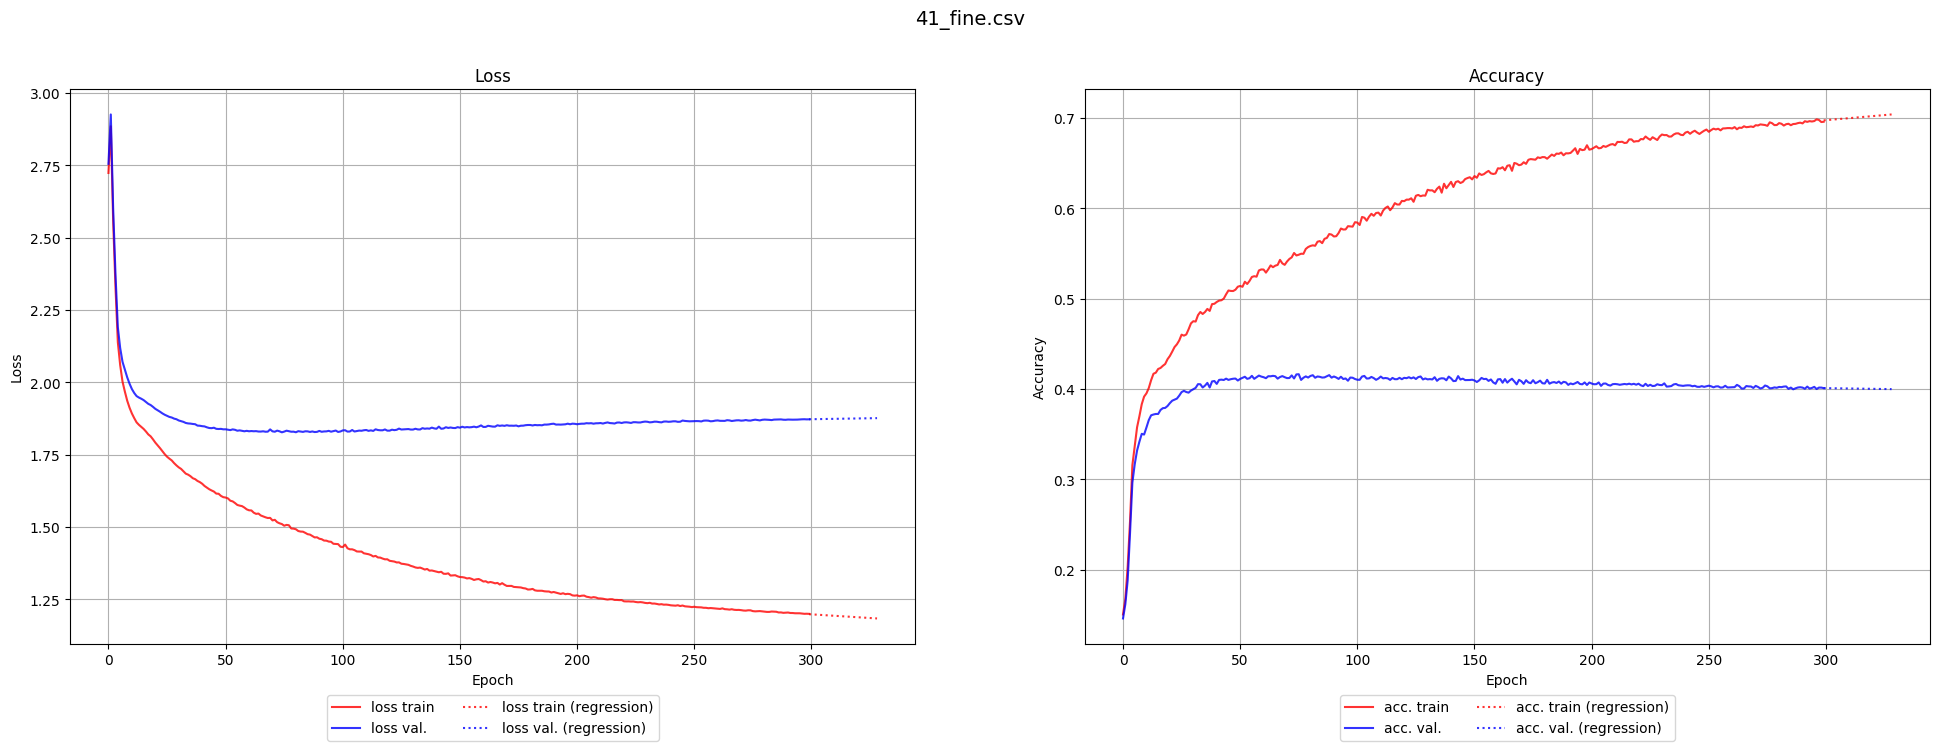 41_fine.csv
Loss
3.00
2.75
2.50
2.25
2.00
1.75
1.50
1.25
Loss
0 50 100 150 200 250 300
Epoch
loss train loss train (regression)
loss val. loss val. (regression)
Accuracy
0.7
0.6
0.5
0.4
0.3
0.2
Accuracy
0 50 100 150 200 250 300
Epoch
acc. train acc. train (regression)
acc. val. acc. val. (regression)